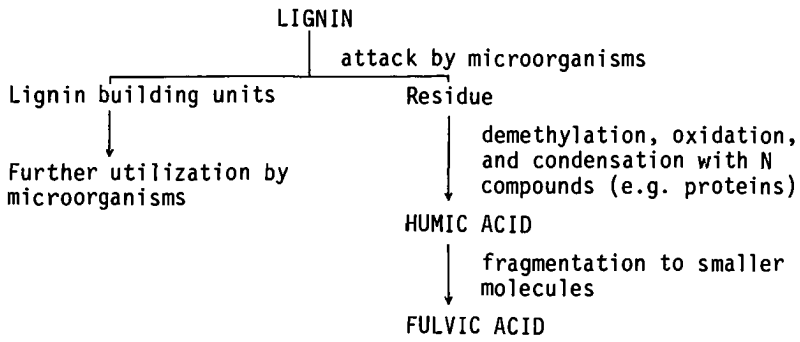 LIGNIN
attack by microorganisms
Lignin building units
Residue
Further utilization by
microorganisms
demethylation, oxidation,
and condensation with N
compounds (e.g. proteins)
HUMIC ACID
fragmentation to smaller
molecules
FULVIC ACID